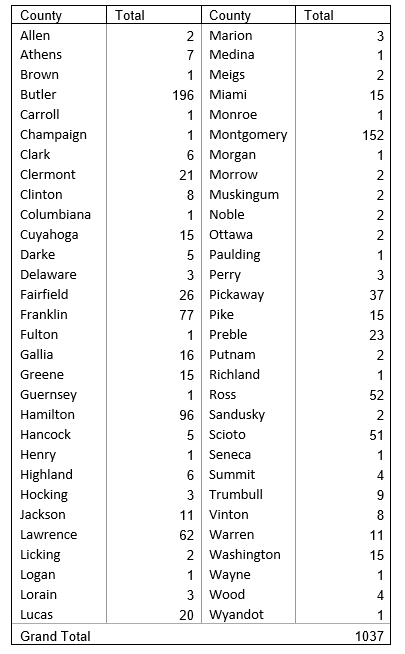 County Total County Total
Allen 2 Marion 3
Athens 7 Medina 1
Brown 1 Meigs 2
Butler 196 Miami 15
Carroll 1 Monroe 1
Champaign 1 Montgomery 152
Clark 6 Morgan 1
Clermont 21 Morrow 2
Clinton 8 Muskingum 2
Columbiana 1 Noble 2
Cuyahoga 15 Ottawa 2
Darke 5 Paulding 1
Delaware 3 Perry 3
Fairfield 26 Pickaway 37
Franklin 77 Pike 15
Fulton 1 Preble 23
Gallia 16 Putnam 2
Greene 15 Richland 1
Guernsey 1 Ross 52
Hamilton 96 Sandusky 2
Hancock 5 Scioto 51
Henry 1 Seneca 1
Highland 6 Summit 4
Hocking 3 Trumbull 9
Jackson 11 Vinton 8
Lawrence 62 Warren 11
Licking 2 Washington 15
Logan 1 Wayne 1
Lorain 3 Wood 4
Lucas 20 Wyandot 1
Grand Total 1037